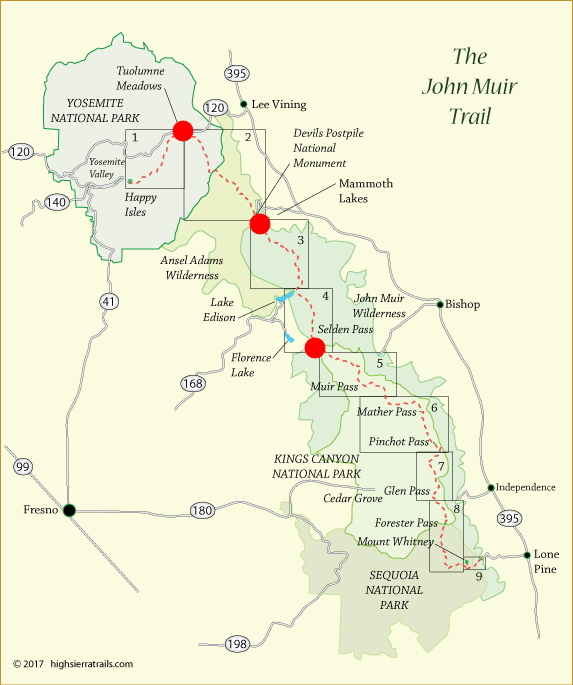 The
John Muir
Trail
395
Tuolumne
Meadows
YOSEMITE
NATIONAL PARK
120
Lee Vining
1
2
Devils Postpile
National
Monument
120
Yosemite
Valley
Mammoth
Lakes
140
Happy
Isles
3
Ansel Adams
Wilderness
41
Lake
Edison
4
John Muir
Wilderness
Bishop
Selden Pass
Florence
Lake
5
168
Muir Pass
Mather Pass
6
Pinchot Pass
99
KINGS CANYON
NATIONAL PARK
7
Cedar Grove
Glen Pass
Independence
Fresno
180
8
395
Forester Pass
Mount Whitney
Lone
Pine
9
SEQUOIA
NATIONAL
PARK
198
© 2017 highsierratrails.com